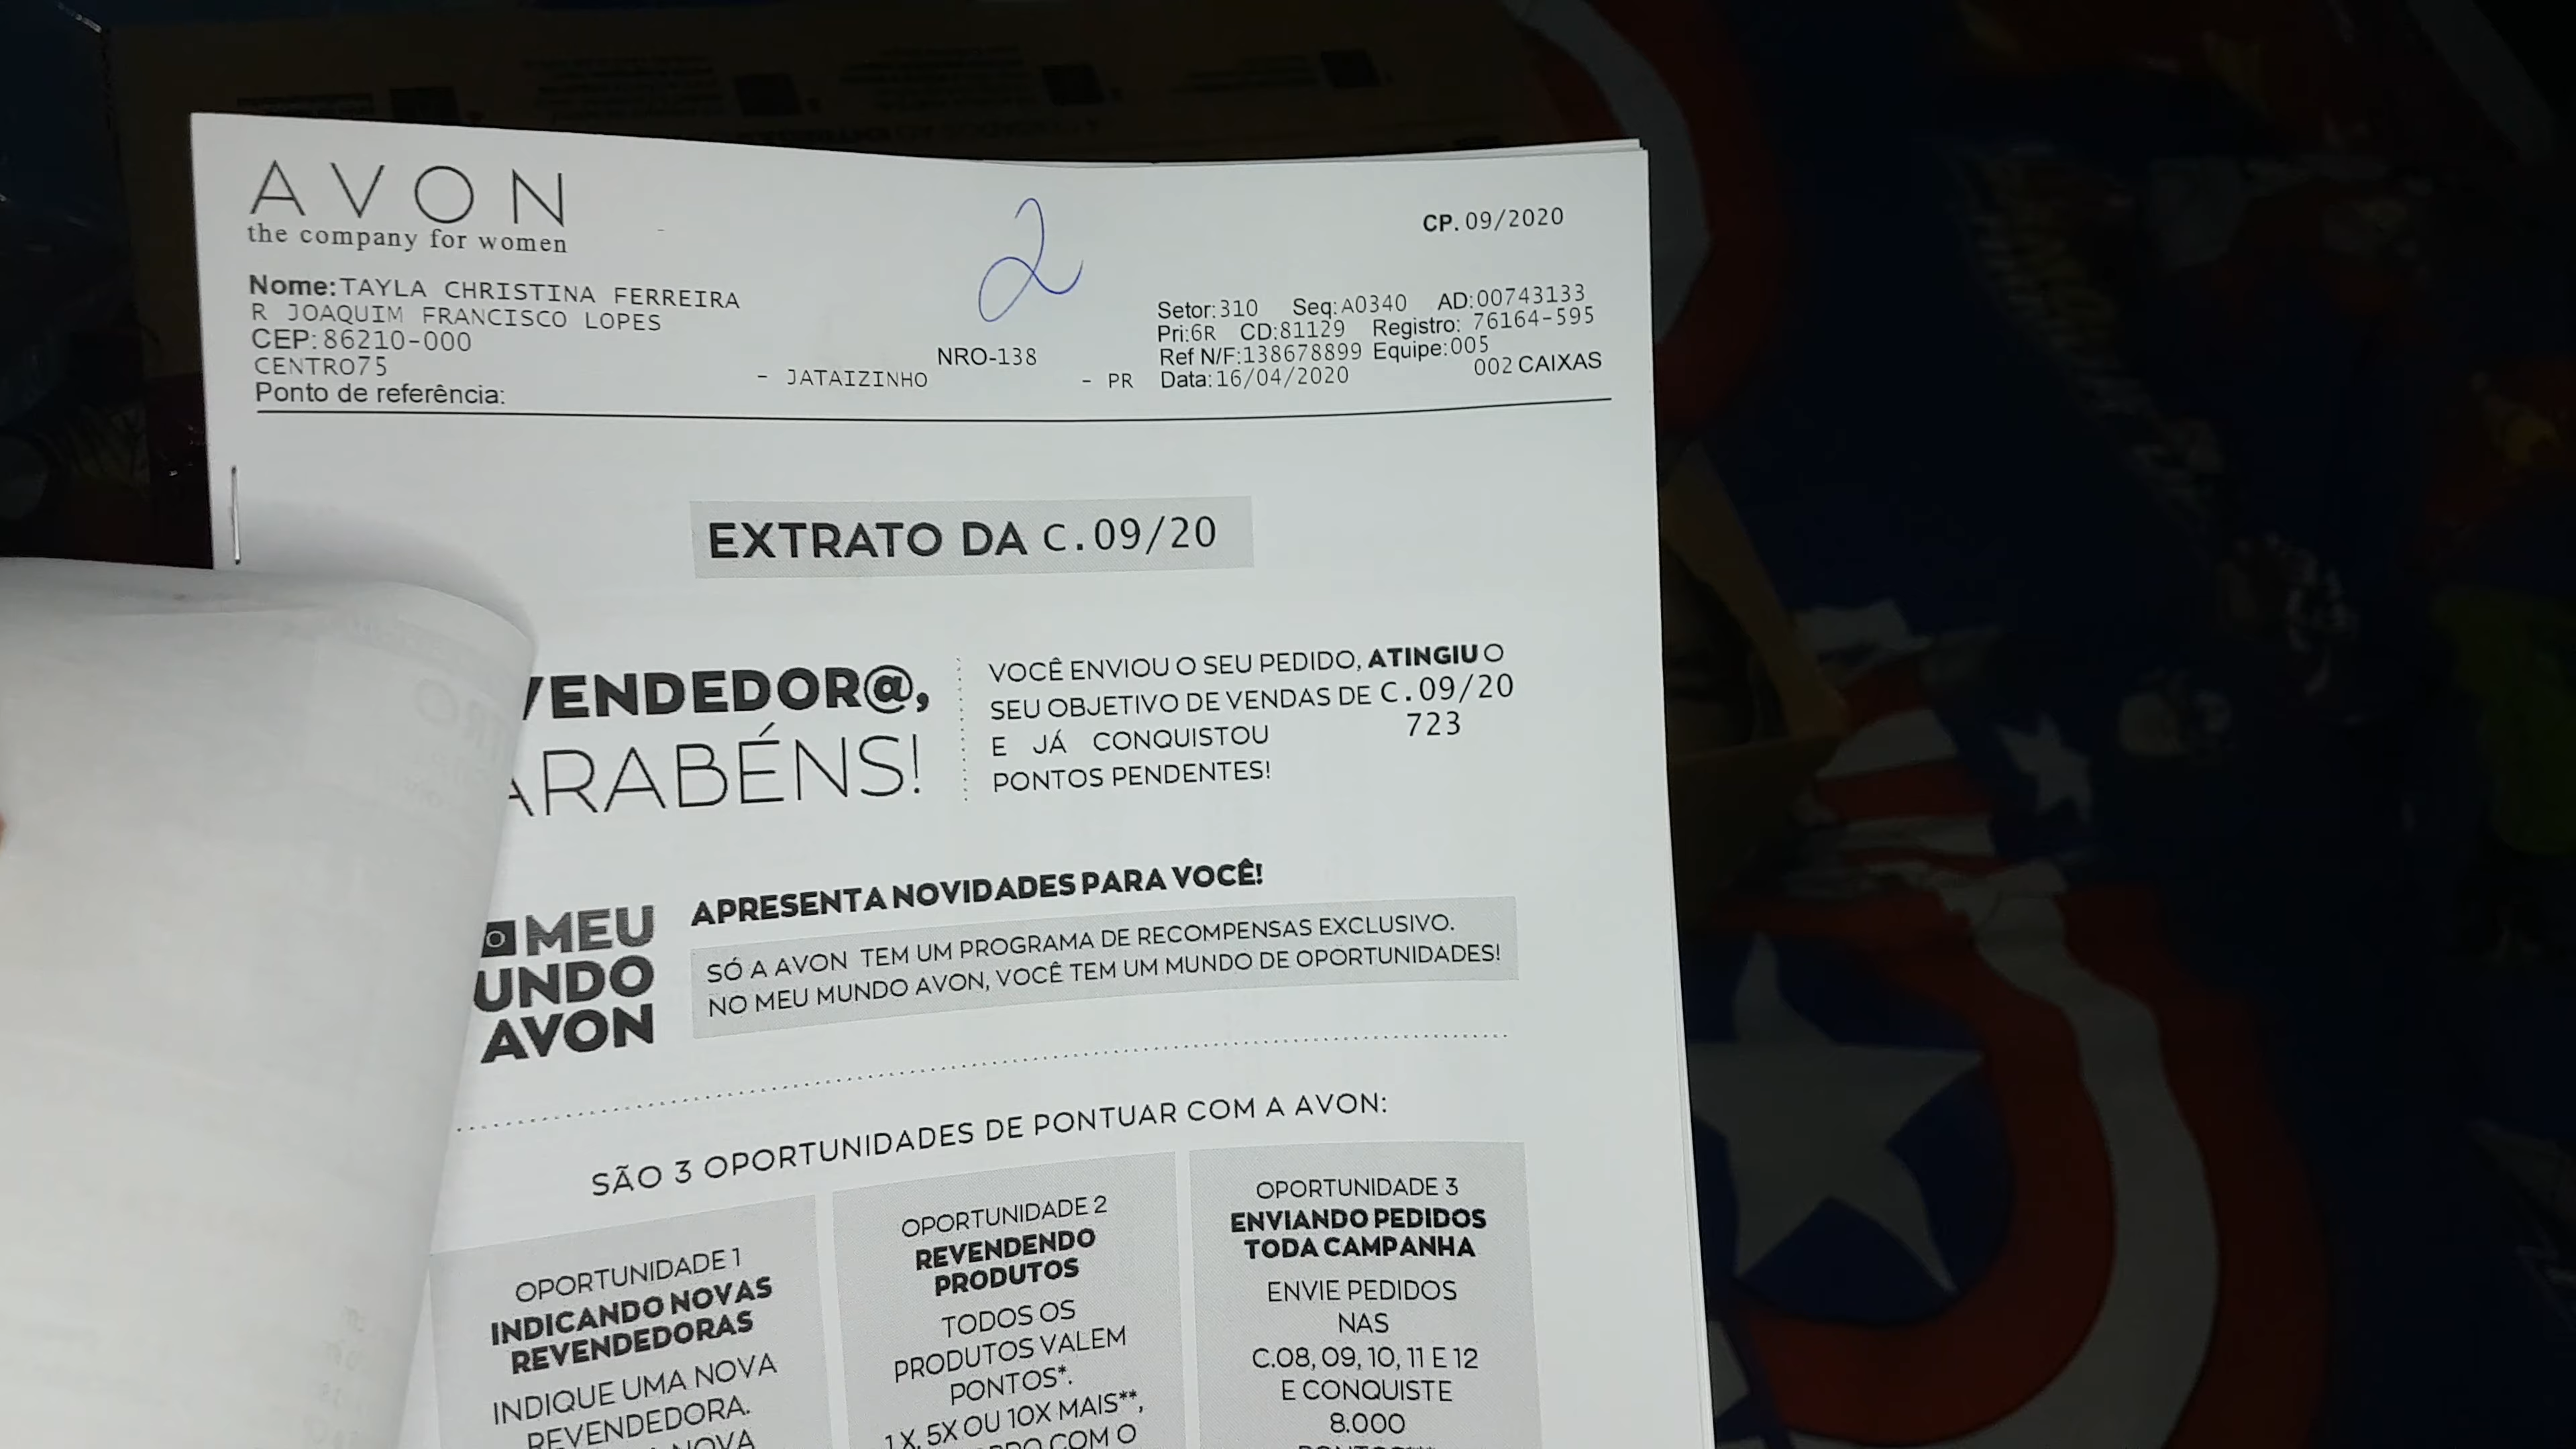 AVON
the company for women
2
CP. 09/2020
Nome: TAYLA CHRISTINA FERREIRA
R JOAQUIM FRANCISCO LOPES
CEP: 86210-000
CENTRO75 - JATAIZINHO NRO-138 - PR
Ponto de referência:
Setor: 310 Seq: A0340 AD: 00743133
Pri: 6R CD: 81129 Registro: 76164-595
Ref N/F: 138678899 Equipe: 005
Data: 16/04/2020 002 CAIXAS
EXTRATO DA C.09/20
VENDEDOR@,
ARABÉNS!
VOCÊ ENVIOU O SEU PEDIDO, ATINGIU O
SEU OBJETIVO DE VENDAS DE C.09/20
E JÁ CONQUISTOU 723
PONTOS PENDENTES!
O MEU
UNDO
AVON
APRESENTA NOVIDADES PARA VOCÊ!
SÓ A AVON TEM UM PROGRAMA DE RECOMPENSAS EXCLUSIVO.
NO MEU MUNDO AVON, VOCÊ TEM UM MUNDO DE OPORTUNIDADES!
SÃO 3 OPORTUNIDADES DE PONTUAR COM A AVON:
OPORTUNIDADE 1
INDICANDO NOVAS
REVENDEDORAS
INDIQUE UMA NOVA
REVENDEDORA.
NOVA
OPORTUNIDADE 2
REVENDENDO
PRODUTOS
TODOS OS
PRODUTOS VALEM
PONTOS*.
1X, 5X OU 10X MAIS**,
COM O
OPORTUNIDADE 3
ENVIANDO PEDIDOS
TODA CAMPANHA
ENVIE PEDIDOS
NAS
C.08, 09, 10, 11 E 12
E CONQUISTE
8.000